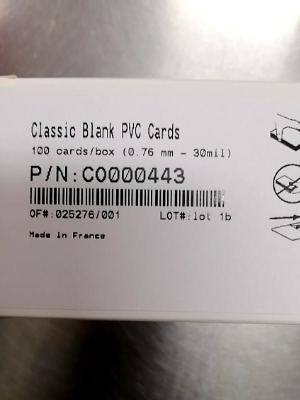 Classic Blank PVC Cards
100 cards/box (0.76 mm - 30mil)
P/N:C0000443
OF#:025276/001 LOT#:lot 1b
Made in France